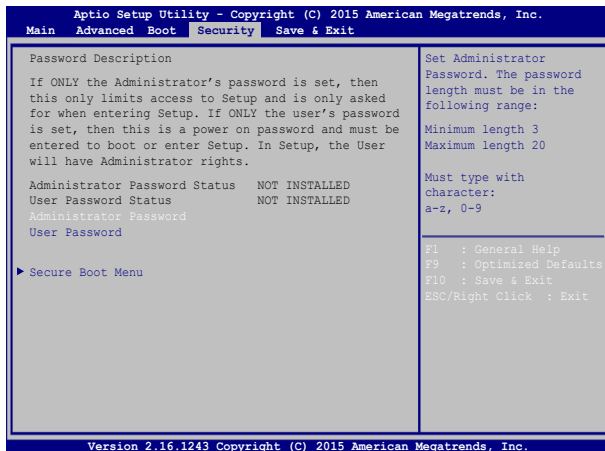 Aptio Setup Utility - Copyright (C) 2015 American Megatrends, Inc.
Main Advanced Boot Security Save & Exit
Password Description
If ONLY the Administrator's password is set, then
this only limits access to Setup and is only asked
for when entering Setup. If ONLY the user's password
is set, then this is a power on password and must be
entered to boot or enter Setup. In Setup, the User
will have Administrator rights.
Administrator Password Status NOT INSTALLED
User Password Status NOT INSTALLED
Administrator Password
User Password
Secure Boot Menu
Set Administrator
Password. The password
length must be in the
following range:
Minimum length 3
Maximum length 20
Must type with
character:
a-z, 0-9
F1 : General Help
F9 : Optimized Defaults
F10 : Save & Exit
ESC/Right Click : Exit
Version 2.16.1243 Copyright (C) 2015 American Megatrends, Inc.